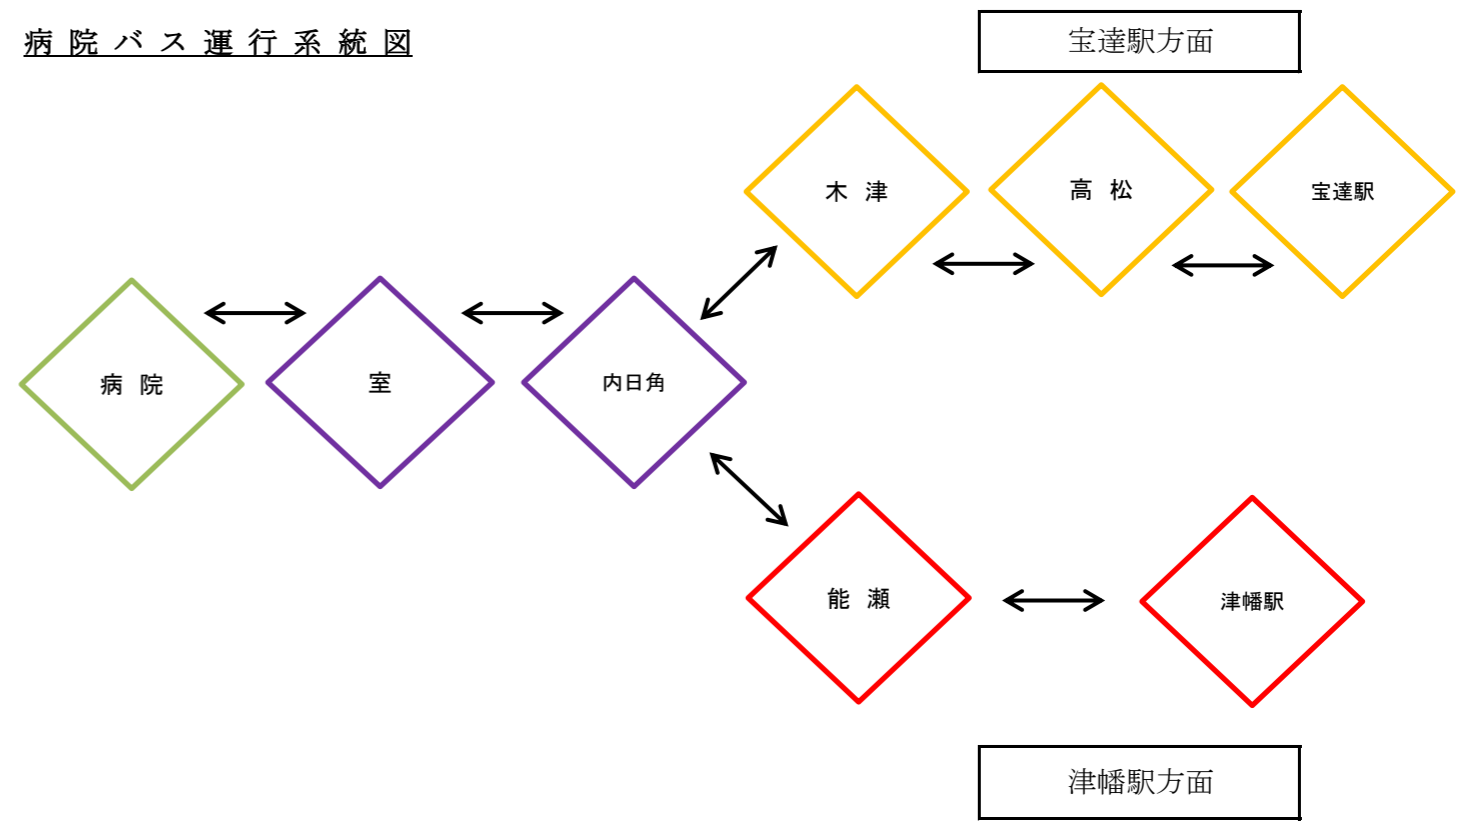 病院バス運行系統図
宝達駅方面
木津
高松
宝達駅
病院
室
内日角
能瀬
津幡駅
津幡駅方面